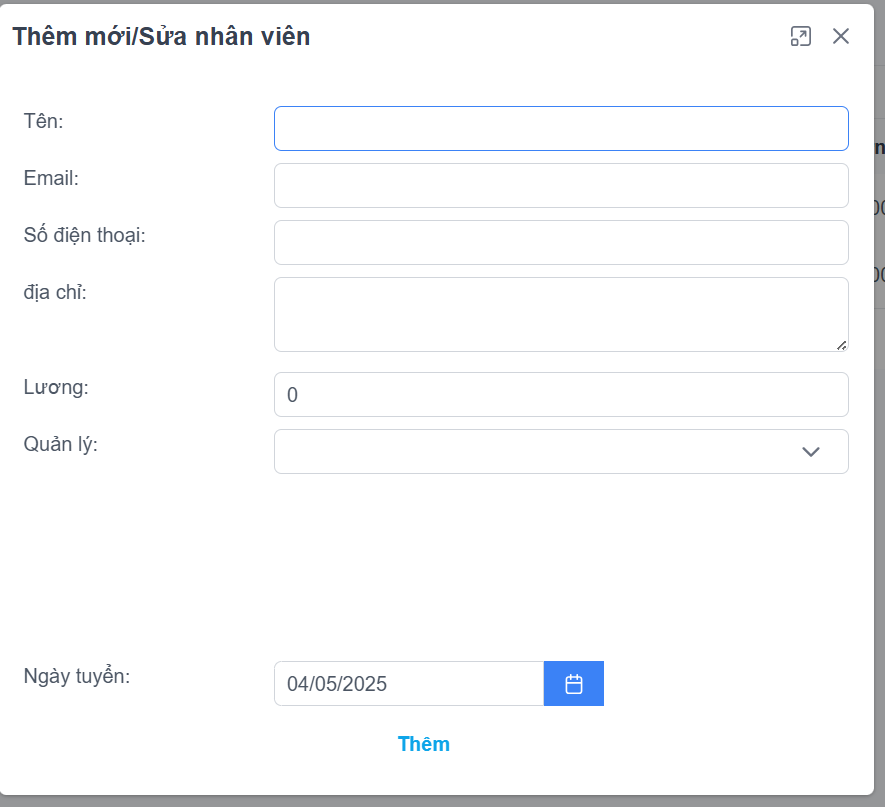 Thêm mới/Sửa nhân viên
Tên:
Email:
Số điện thoại:
địa chỉ:
Lương:
0
Quản lý:
Ngày tuyển:
04/05/2025
Thêm